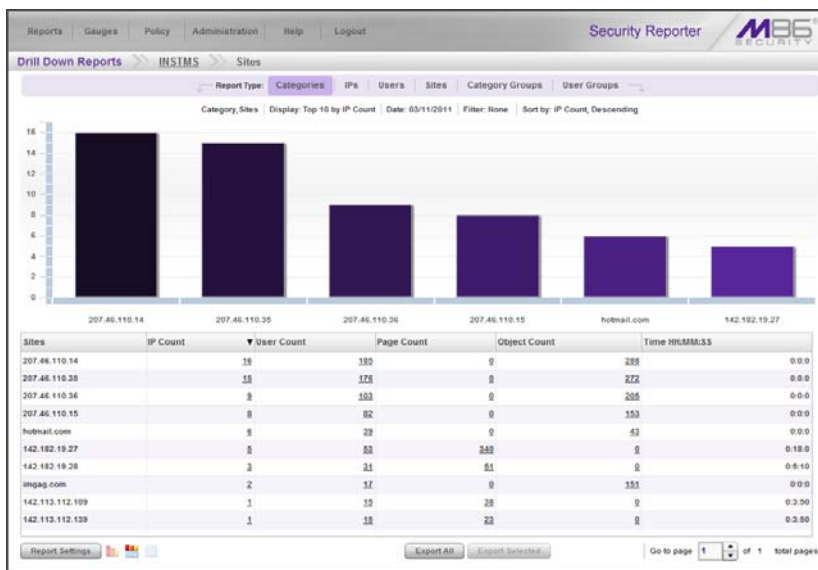 Reports Gauges Policy Administration Help Logout Security Reporter M86 SECURITY
Drill Down Reports INSTMS Sites
Report Type: Categories IPs Users Sites Category Groups User Groups
Category,Sites Display: Top 10 by IP Count Date: 03/11/2011 Filter: None Sort by: IP Count, Descending
16
14
12
10
8
6
4
2
0
207.46.110.14 207.46.110.35 207.46.110.36 207.46.110.15 hotmail.com 142.182.19.27
Sites IP Count ▼ User Count Page Count Object Count Time HH:MM:SS
207.46.110.14 16 185 0 288 0:0:0
207.46.110.35 15 176 0 272 0:0:0
207.46.110.36 9 103 0 205 0:0:0
207.46.110.15 8 82 0 153 0:0:0
hotmail.com 6 29 0 43 0:0:0
142.182.19.27 5 53 340 0 0:18:0
142.182.19.28 3 31 61 0 0:5:10
imgag.com 2 17 0 151 0:0:0
142.113.112.109 1 15 38 0 0:3:50
142.113.112.139 1 15 23 0 0:3:50
Report Settings Export All Export Selected Go to page 1 of 1 total pages